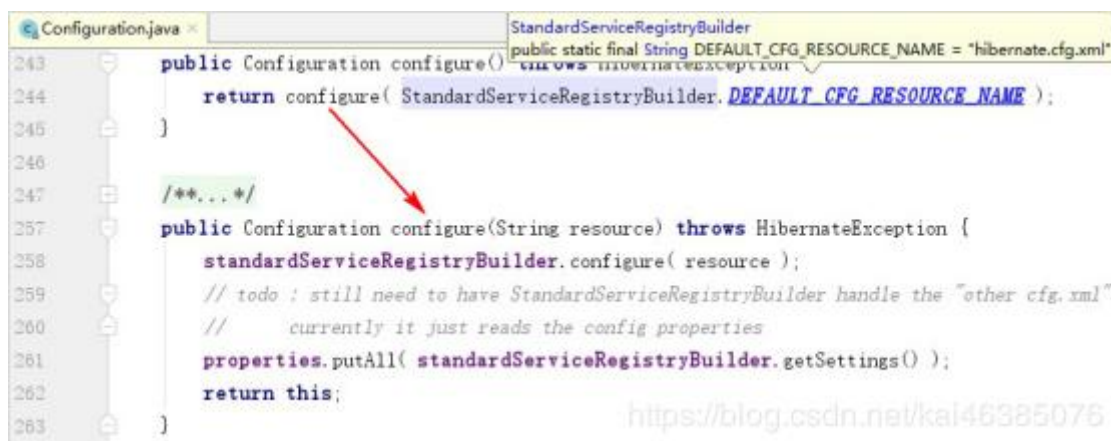 Configuration.java
StandardServiceRegistryBuilder
public static final String DEFAULT_CFG_RESOURCE_NAME = "hibernate.cfg.xml"
243 public Configuration configure() throws HibernateException {
244 return configure( StandardServiceRegistryBuilder.DEFAULT_CFG_RESOURCE_NAME );
245 }
246
247 /**...*/
257 public Configuration configure(String resource) throws HibernateException {
258 standardServiceRegistryBuilder.configure( resource );
259 // todo : still need to have StandardServiceRegistryBuilder handle the "other cfg.xml"
260 // currently it just reads the config properties
261 properties.putAll( standardServiceRegistryBuilder.getSettings() );
262 return this;
263 }
https://blog.csdn.net/kai46385076